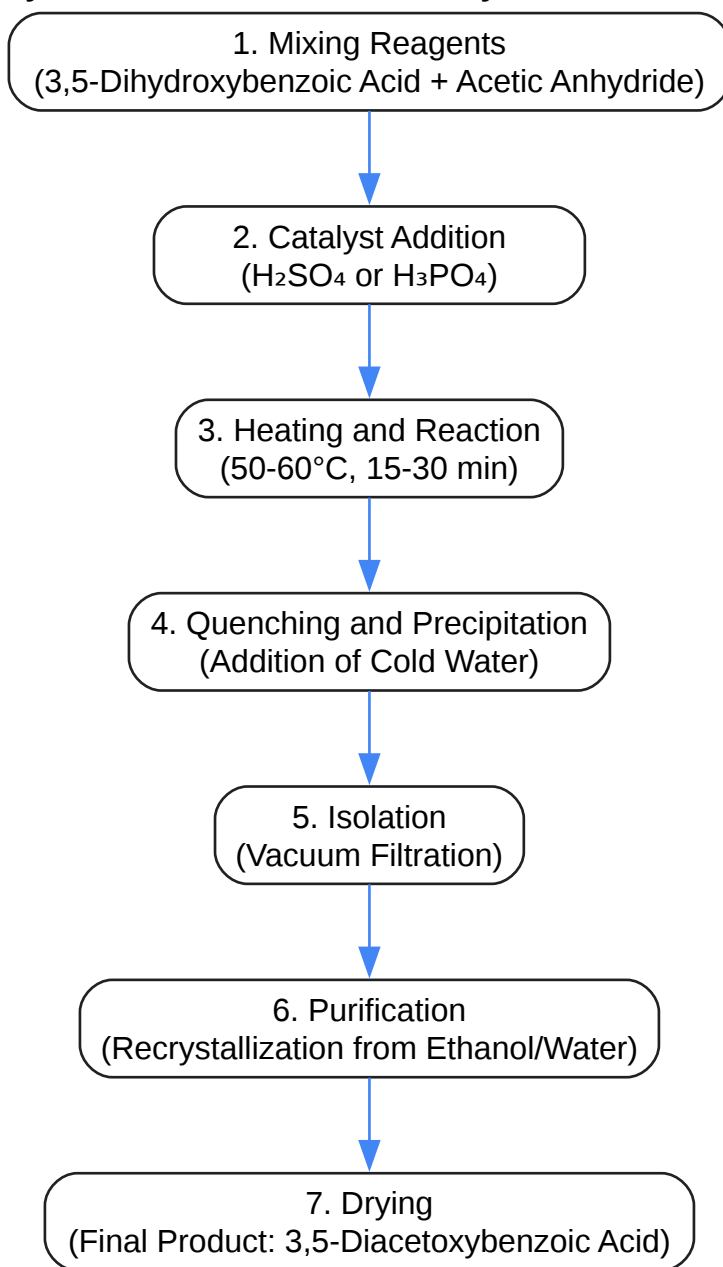 1. Mixing Reagents
(3,5-Dihydroxybenzoic Acid + Acetic Anhydride)
2. Catalyst Addition
(H₂SO₄ or H₃PO₄)
3. Heating and Reaction
(50-60°C, 15-30 min)
4. Quenching and Precipitation
(Addition of Cold Water)
5. Isolation
(Vacuum Filtration)
6. Purification
(Recrystallization from Ethanol/Water)
7. Drying
(Final Product: 3,5-Diacetoxybenzoic Acid)